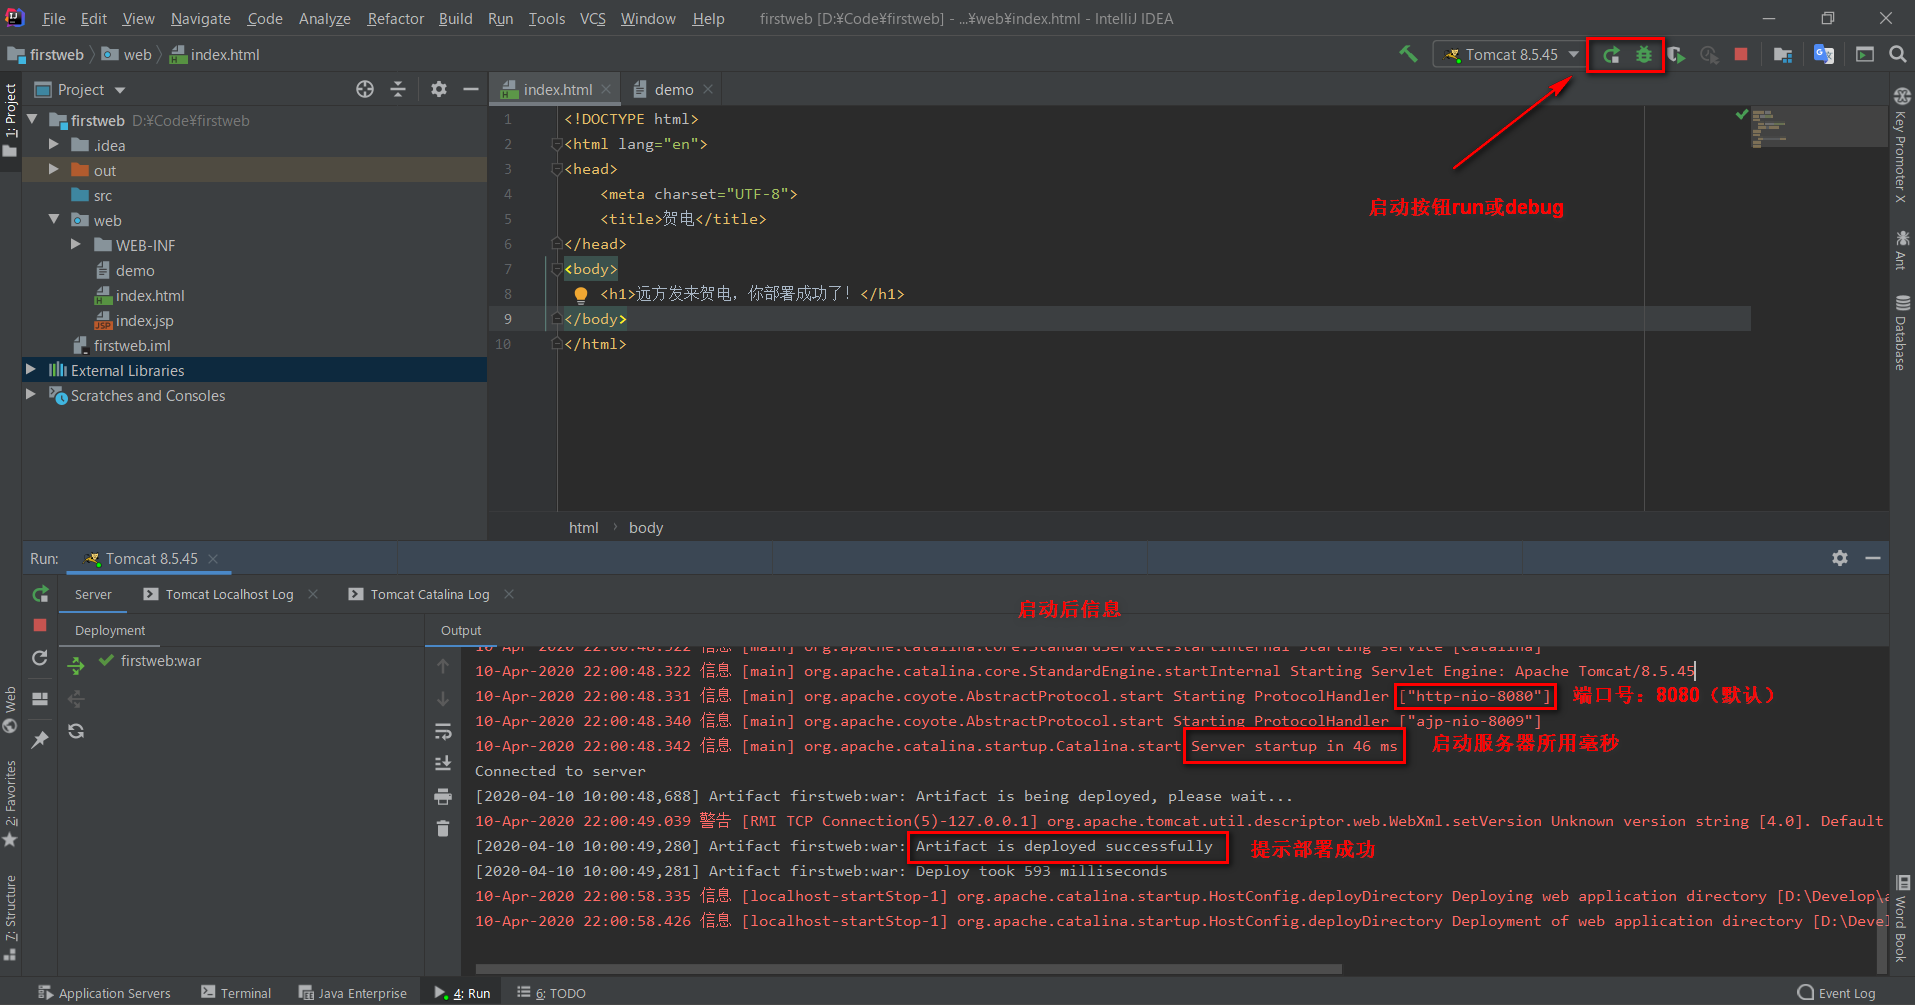 File Edit View Navigate Code Analyze Refactor Build Run Tools VCS Window Help firstweb [D:¥Code¥firstweb] - ...¥web¥index.html - IntelliJ IDEA
firstweb web index.html Tomcat 8.5.45
1: Project
Project
index.html demo
firstweb D:¥Code¥firstweb
.idea
out
src
web
WEB-INF
demo
index.html
index.jsp
firstweb.iml
External Libraries
Scratches and Consoles
1 <!DOCTYPE html>
2 <html lang="en">
3 <head>
4 <meta charset="UTF-8">
5 <title>贺电</title>
6 </head>
7 <body>
8 <h1>远方发来贺电，你部署成功了！</h1>
9 </body>
10 </html>
启动按钮run或debug
Key Promoter X
Ant
Database
html › body
Run: Tomcat 8.5.45
Server Tomcat Localhost Log Tomcat Catalina Log
启动后信息
Deployment Output
firstweb:war
10-Apr-2020 22:00:48.322 信息 [main] org.apache.catalina.core.StandardService.startInternal Starting service [Catalina]
10-Apr-2020 22:00:48.322 信息 [main] org.apache.catalina.core.StandardEngine.startInternal Starting Servlet Engine: Apache Tomcat/8.5.45
10-Apr-2020 22:00:48.331 信息 [main] org.apache.coyote.AbstractProtocol.start Starting ProtocolHandler ["http-nio-8080"] 端口号：8080（默认）
10-Apr-2020 22:00:48.340 信息 [main] org.apache.coyote.AbstractProtocol.start Starting ProtocolHandler ["ajp-nio-8009"]
10-Apr-2020 22:00:48.342 信息 [main] org.apache.catalina.startup.Catalina.start Server startup in 46 ms 启动服务器所用毫秒
Connected to server
[2020-04-10 10:00:48,688] Artifact firstweb:war: Artifact is being deployed, please wait...
10-Apr-2020 22:00:49.039 警告 [RMI TCP Connection(5)-127.0.0.1] org.apache.tomcat.util.descriptor.web.WebXml.setVersion Unknown version string [4.0]. Default
[2020-04-10 10:00:49,280] Artifact firstweb:war: Artifact is deployed successfully 提示部署成功
[2020-04-10 10:00:49,281] Artifact firstweb:war: Deploy took 593 milliseconds
10-Apr-2020 22:00:58.335 信息 [localhost-startStop-1] org.apache.catalina.startup.HostConfig.deployDirectory Deploying web application directory [D:\Develop\a
10-Apr-2020 22:00:58.426 信息 [localhost-startStop-1] org.apache.catalina.startup.HostConfig.deployDirectory Deployment of web application directory [D:\Devel
Web
2: Favorites
7: Structure
Word Book
Application Servers Terminal Java Enterprise 4: Run 6: TODO Event Log